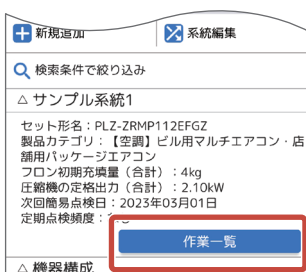 新規追加 系統編集
検索条件で絞り込み
△ サンプル系統1
セット形名：PLZ-ZRMP112EFGZ
製品カテゴリ：【空調】ビル用マルチエアコン・店
舗用パッケージエアコン
フロン初期充填量（合計）：4kg
圧縮機の定格出力（合計）：2.10kW
次回簡易点検日：2023年03月01日
定期点検頻度：
作業一覧
△ 機器構成